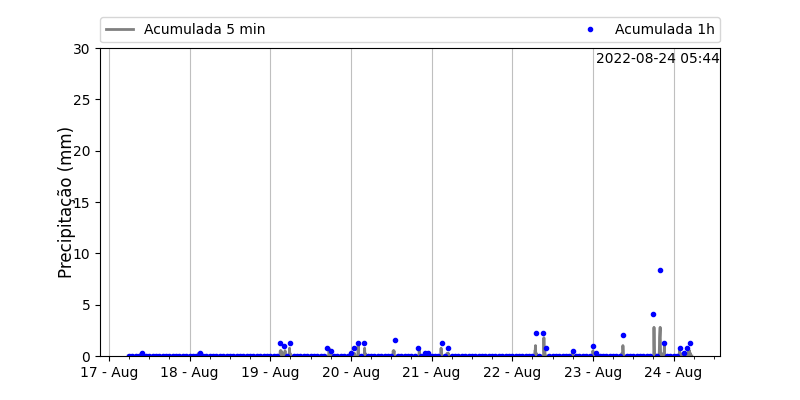 Acumulada 5 min
Acumulada 1h
2022-08-24 05:44
Precipitação (mm)
30
25
20
15
10
5
0
17 - Aug
18 - Aug
19 - Aug
20 - Aug
21 - Aug
22 - Aug
23 - Aug
24 - Aug